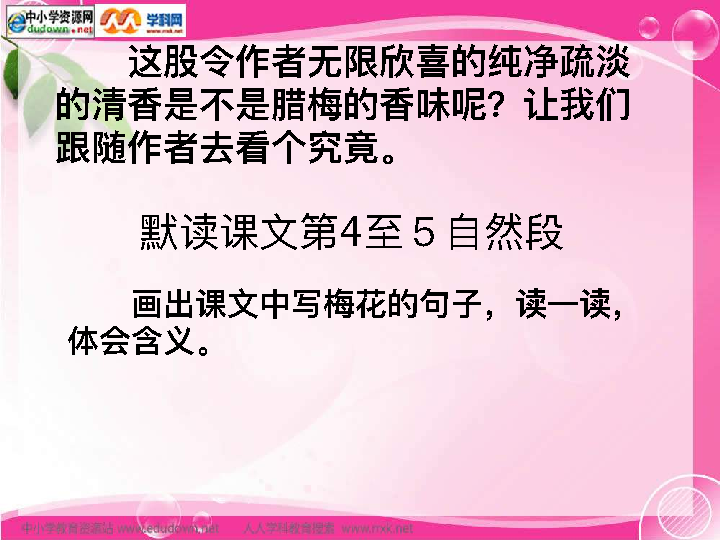 中小学资源网
dudown.net
学科网
这股令作者无限欣喜的纯净疏淡
的清香是不是腊梅的香味呢？让我们
跟随作者去看个究竟。
默读课文第4至５自然段
画出课文中写梅花的句子，读一读，
体会含义。
中小学教育资源站 www.edudown.net 人人学科教育搜索 www.rrxk.net